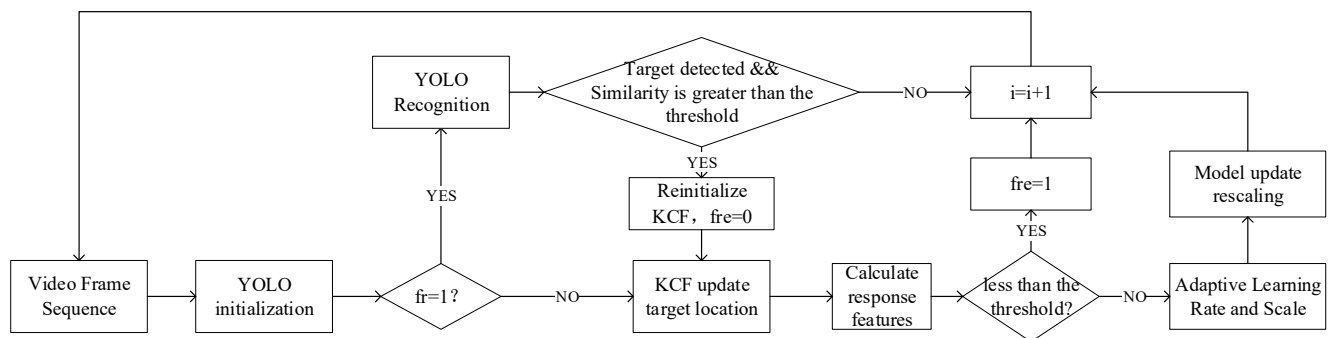 YOLO
Recognition
Target detected &&
Similarity is greater than the
threshold
NO
i=i+1
YES
YES
Reinitialize
KCF，fre=0
fre=1
Model update
rescaling
YES
Video Frame
Sequence
YOLO
initialization
fr=1?
NO
KCF update
target location
Calculate
response
features
less than the
threshold?
NO
Adaptive Learning
Rate and Scale